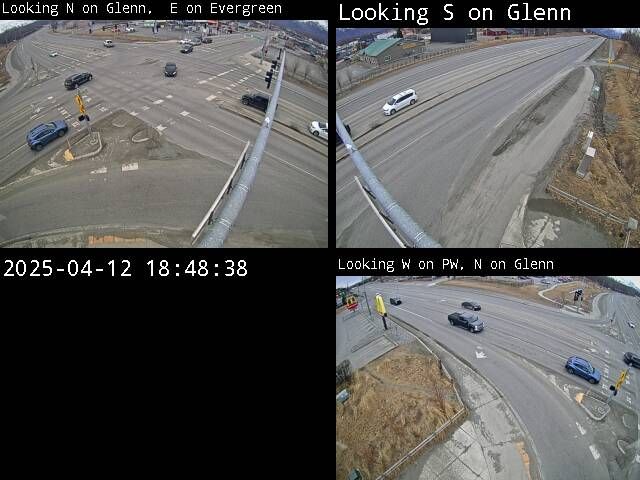 Looking N on Glenn, E on Evergreen
Looking S on Glenn
2025-04-12 18:48:38
Looking W on PW, N on Glenn